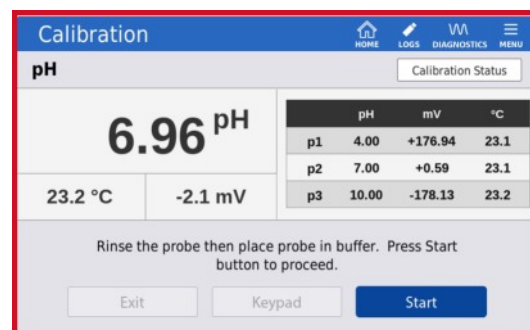 Calibration
HOME LOGS DIAGNOSTICS MENU
pH
Calibration Status
6.96 pH
23.2 °C -2.1 mV
pH mV °C
p1 4.00 +176.94 23.1
p2 7.00 +0.59 23.1
p3 10.00 -178.13 23.2
Rinse the probe then place probe in buffer. Press Start
button to proceed.
Exit Keypad Start